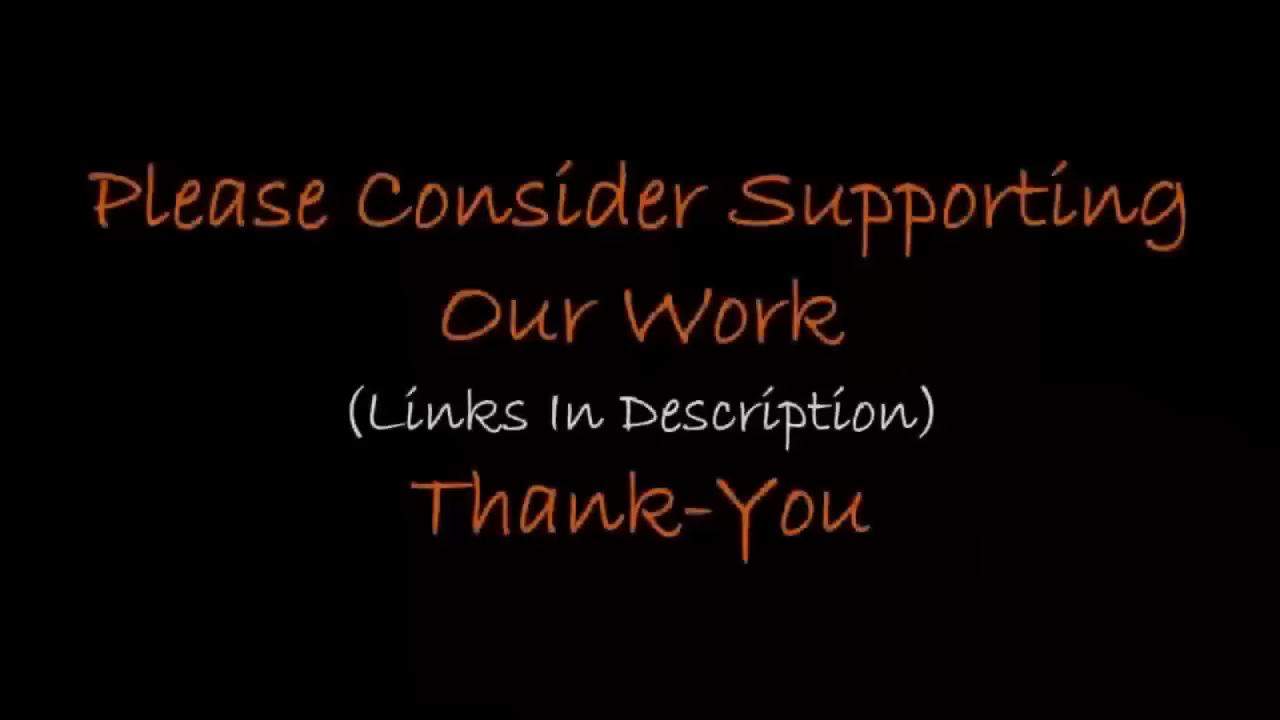 Please Consider Supporting
Our Work
(Links In Description)
Thank-You